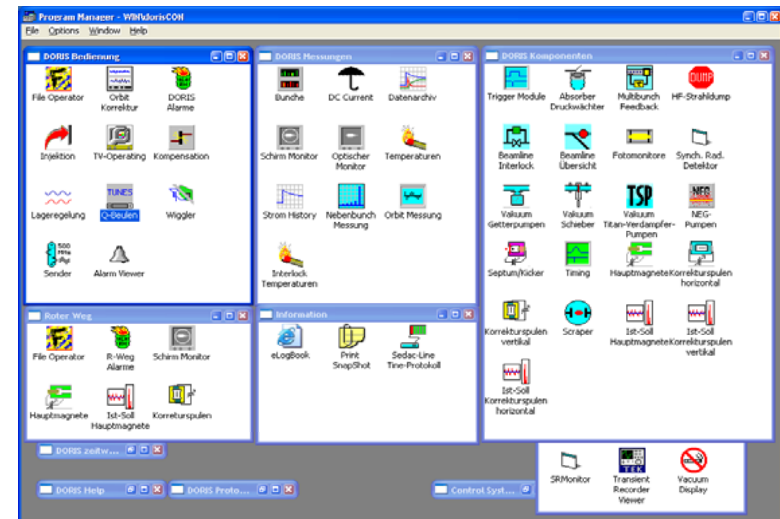 Program Manager - WIN\dorisCON
File Options Window Help
DORIS Bedienung
File Operator
Orbit
Korrektur
DORIS
Alarme
Injektion
TV-Operating
Kompensation
Lageregelung
TUNES
Q-Beulen
Wiggler
500
MHz
Sender
Alarm Viewer
DORIS Messungen
Bunche
DC Current
Datenarchiv
Schirm Monitor
Optischer
Monitor
Temperaturen
Strom History
Nebenbunch
Messung
Orbit Messung
Interlock
Temperaturen
DORIS Komponenten
Trigger Module
Absorber
Druckwächter
Multibunch
Feedback
DUMP
HF-Strahldump
Beamline
Interlock
Beamline
Übersicht
Fotomonitore
Synch. Rad.
Detektor
Vakuum
Getterpumpen
Vakuum
Schieber
TSP
Vakuum
Titan-Verdampfer-
Pumpen
NEG
NEG-
Pumpen
Septum/Kicker
Timing
Hauptmagnete
Korrekturspulen
horizontal
Korrekturspulen
vertikal
Scraper
Ist-Soll
Hauptmagnete
Ist-Soll
Korrekturspulen
vertikal
Ist-Soll
Korrekturspulen
horizontal
Roter Weg
File Operator
R-Weg
Alarme
Schirm Monitor
Hauptmagnete
Ist-Soll
Hauptmagnete
Korreturspulen
Information
eLogBook
Print
SnapShot
Sedac-Line
Tine-Protokoll
DORIS zeitw...
DORIS Help
DORIS Proto...
Control Syst...
SRMonitor
TEK
Transient
Recorder
Viewer
Vacuum
Display